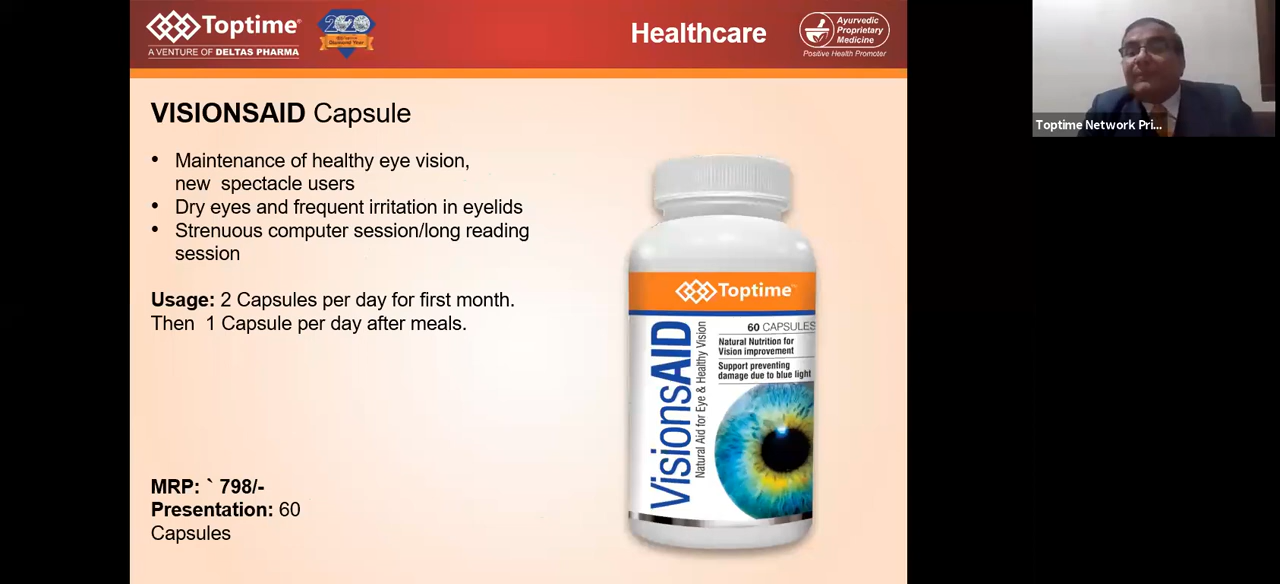 Toptime®
A VENTURE OF DELTAS PHARMA
2020
Diamond Year
Healthcare
Ayurvedic
Proprietary
Medicine
Positive Health Promoter
Toptime Network Pri...
VISIONSAID Capsule
• Maintenance of healthy eye vision,
new spectacle users
• Dry eyes and frequent irritation in eyelids
• Strenuous computer session/long reading
session
Usage: 2 Capsules per day for first month.
Then 1 Capsule per day after meals.
MRP: ` 798/-
Presentation: 60
Capsules
Toptime™
VisionsAID
Natural Aid for Eye & Healthy Vision
60 CAPSULES
Natural Nutrition for
Vision improvement
Support preventing
damage due to blue light